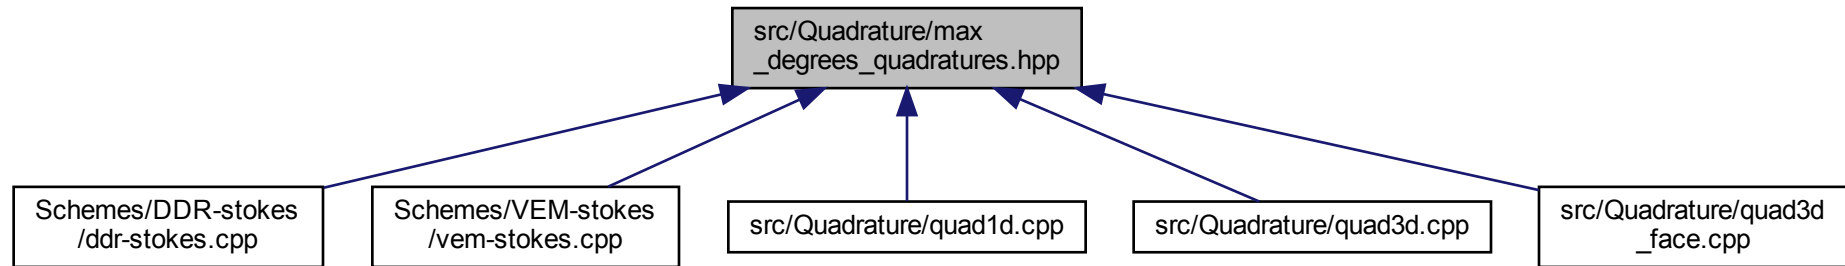 src/Quadrature/max
_degrees_quadratures.hpp
Schemes/DDR-stokes
/ddr-stokes.cpp
Schemes/VEM-stokes
/vem-stokes.cpp
src/Quadrature/quad1d.cpp
src/Quadrature/quad3d.cpp
src/Quadrature/quad3d
_face.cpp